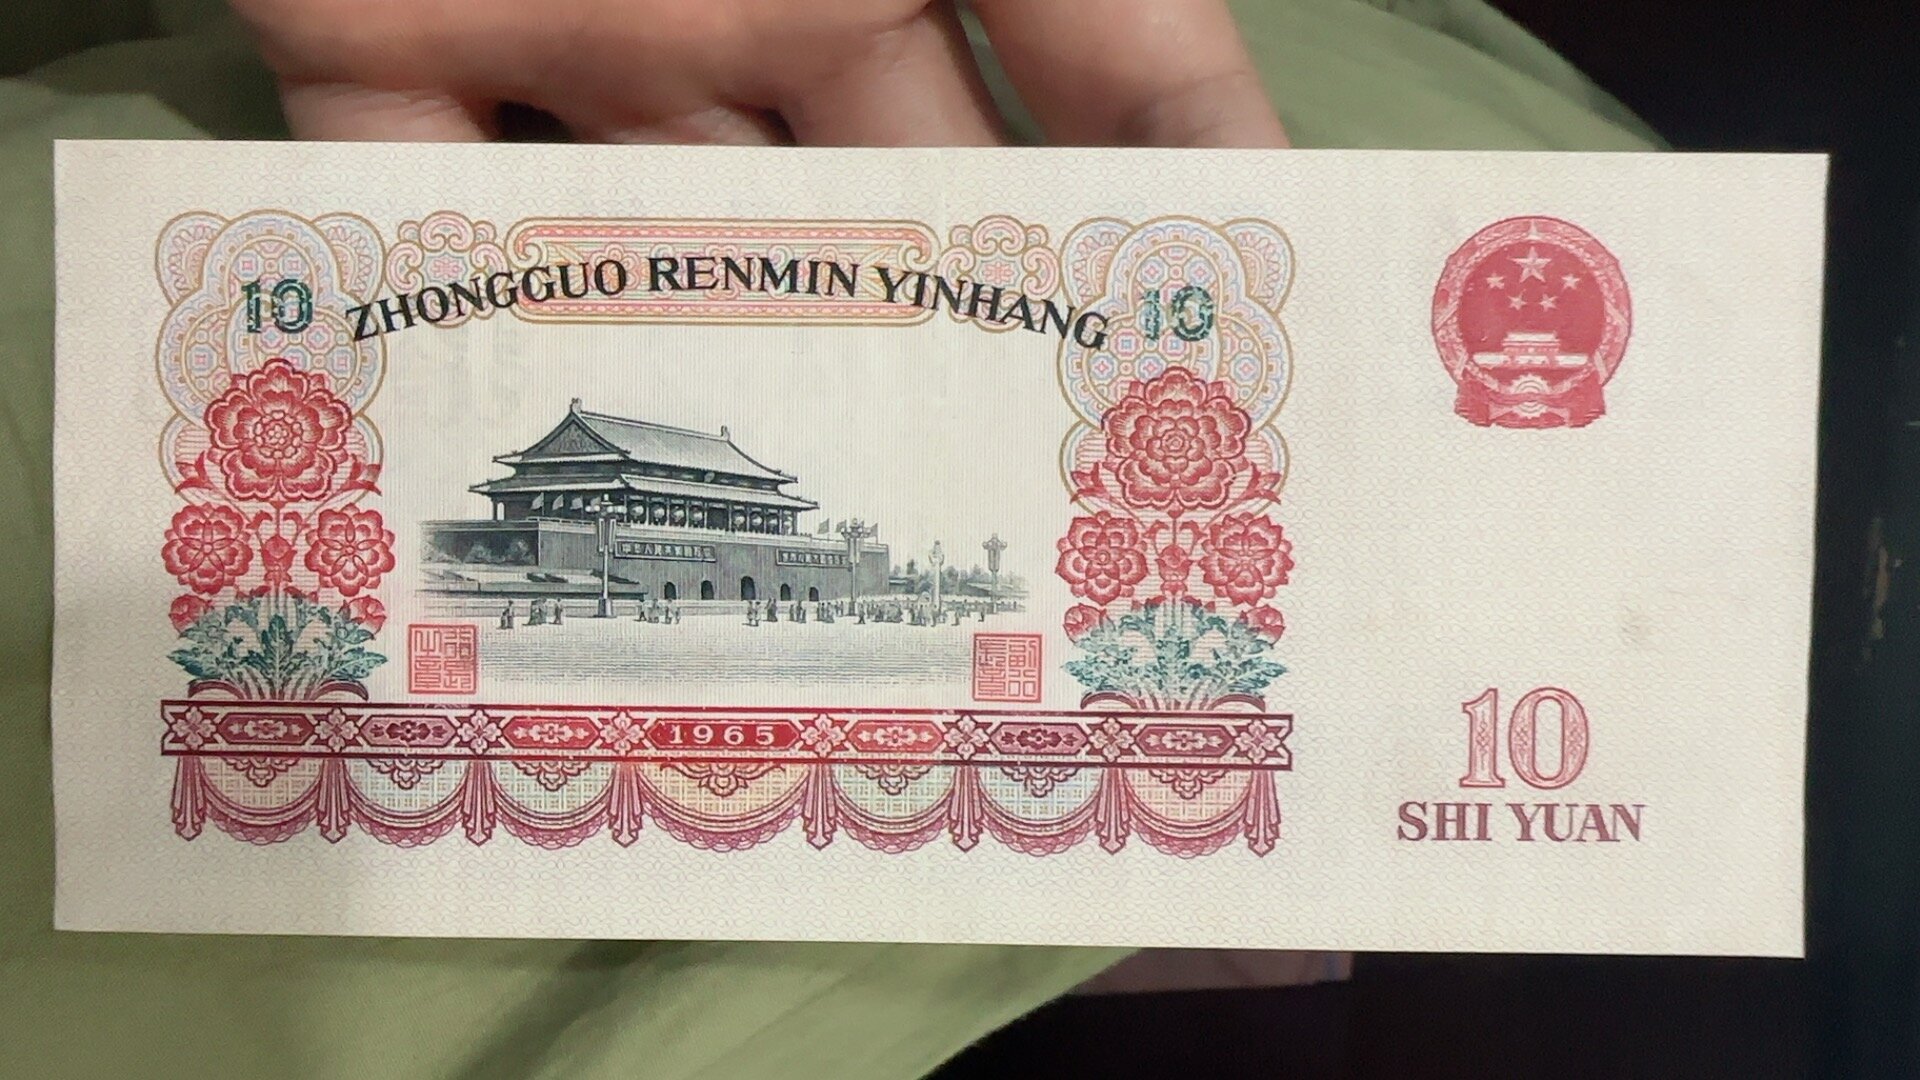 ZHONGGUO RENMIN YINHANG
10
10
1965
10
SHI YUAN